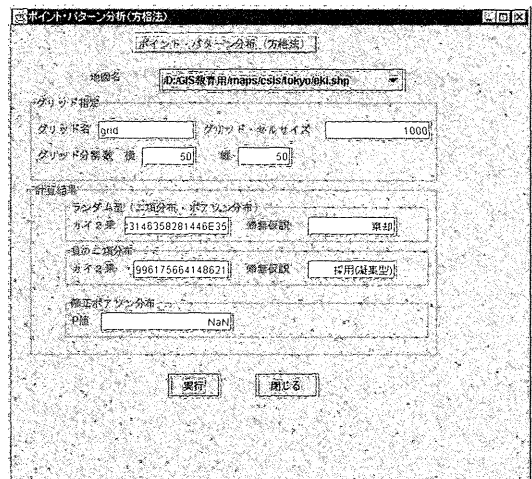 ポイント・パターン分析(方格法)
ポイント・パターン分析(方格法)
地図名 /D:/GIS教育用/maps/csis/tokyo/eki.shp
グリッド指定
グリッド名 grid グリッド・セルサイズ 1000
グリッド分割数 横 50 縦 50
計算結果
ランダム型(二項分布・ポアソン分布)
カイ2乗 :3146358281446E35 帰無仮説 棄却
負の二項分布
カイ2乗 996175664148621 帰無仮説 採用(凝集型)
修正ポアソン分布
P値 NaN
実行 閉じる